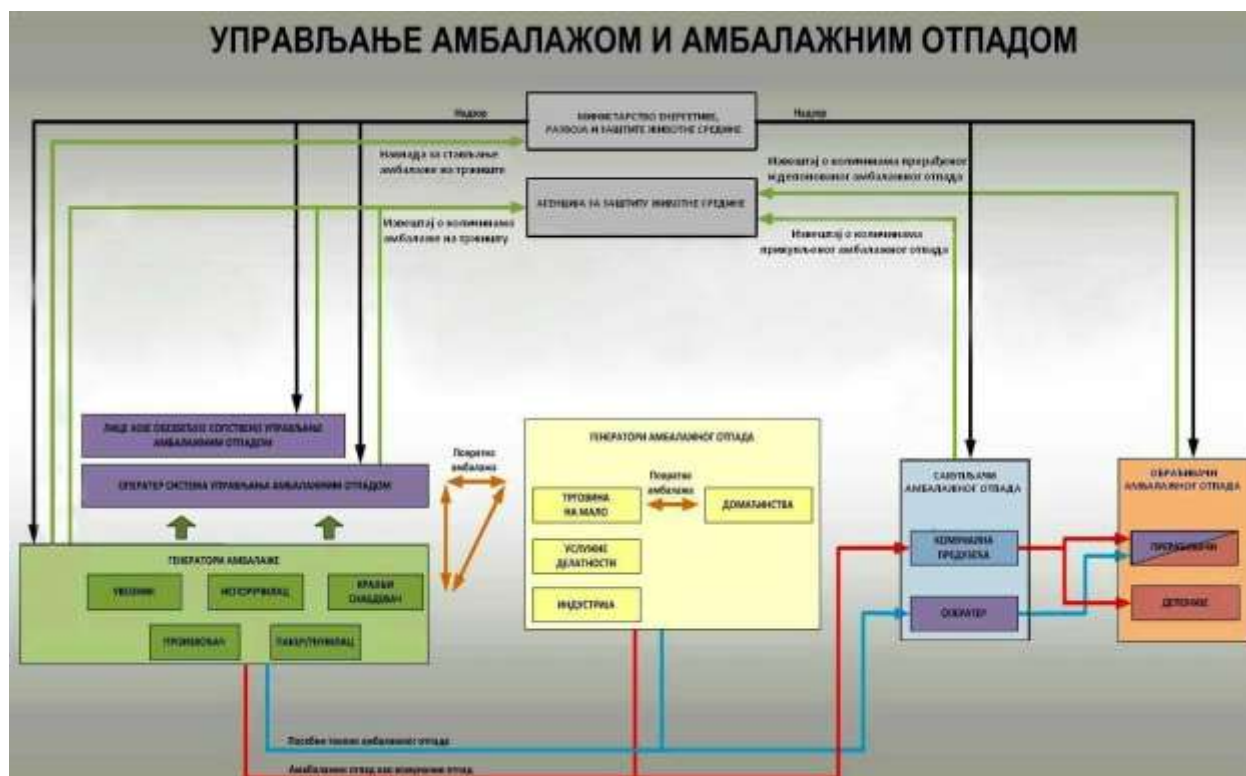 УПРАВЉАЊЕ АМБАЛАЖОМ И АМБАЛАЖНИМ ОТПАДОМ
Надзор
МИНИСТАРСТВО ЕНЕРГЕТИКЕ,
РАЗВОЈА И ЗАШТИТЕ ЖИВОТНЕ СРЕДИНЕ
Надзор
Накнада за стављање
амбалаже на тржиште
Извештај о количинама прерађеног
и депонованог амбалажног отпада
АГЕНЦИЈА ЗА ЗАШТИТУ ЖИВОТНЕ СРЕДИНЕ
Извештај о количинама
амбалаже на тржишту
Извештај о количинама
прикупљеног амбалажног отпада
ЛИЦЕ КОЈЕ ОБЕЗБЕЂУЈЕ СОПСТВЕНО УПРАВЉАЊЕ
АМБАЛАЖНИМ ОТПАДОМ
ОПЕРАТЕР СИСТЕМА УПРАВЉАЊА АМБАЛАЖНИМ ОТПАДОМ
Повратна
амбалажа
ГЕНЕРАТОРИ АМБАЛАЖЕ
УВОЗНИК
ИСПОРУЧИЛАЦ
КРАЈЊИ
СНАБДЕВАЧ
ПРОИЗВОЂАЧ
ПАКЕР/ПУНИЛАЦ
ГЕНЕРАТОРИ АМБАЛАЖНОГ ОТПАДА
Повратна
амбалажа
ТРГОВИНА
НА МАЛО
ДОМАЋИНСТВА
УСЛУЖНЕ
ДЕЛАТНОСТИ
ИНДУСТРИЈА
САКУПЉАЧИ
АМБАЛАЖНОГ ОТПАДА
КОМУНАЛНА
ПРЕДУЗЕЋА
ОПЕРАТЕР
ОБРАЂИВАЧИ
АМБАЛАЖНОГ ОТПАДА
ПРЕРАЂИВАЧИ
ДЕПОНИЈЕ
Посебни токови амбалажног отпада
Амбалажни отпад као комунални отпад